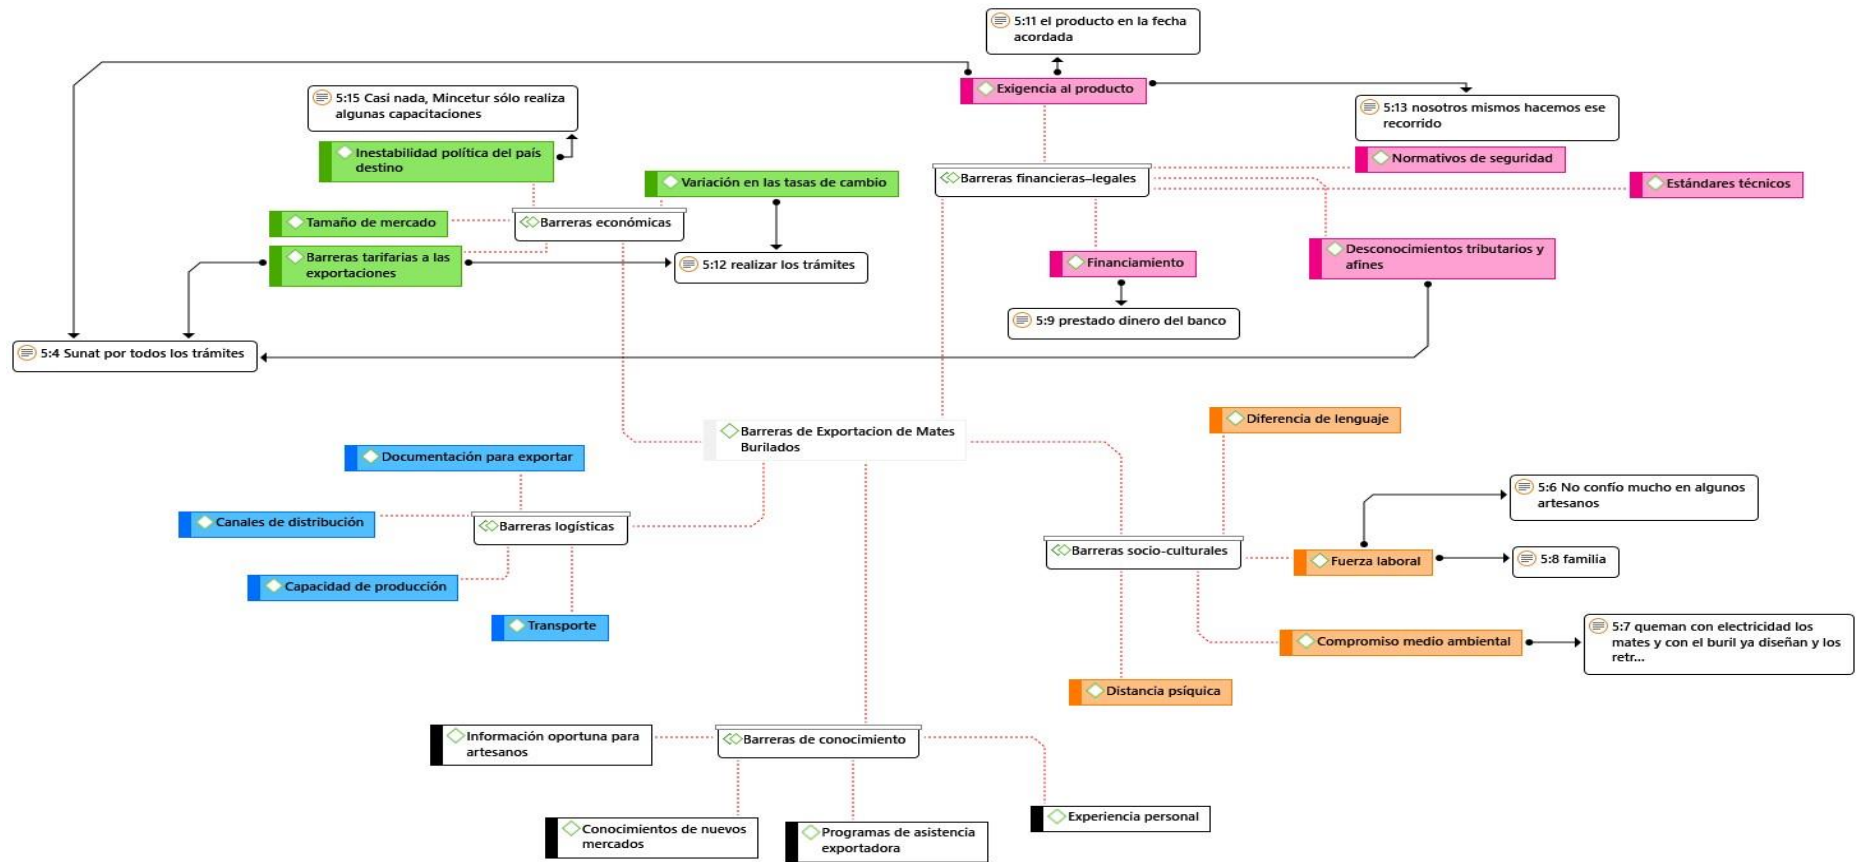 5:11 el producto en la fecha
acordada
Exigencia al producto
5:15 Casi nada, Mincetur sólo realiza
algunas capacitaciones
5:13 nosotros mismos hacemos ese
recorrido
Inestabilidad política del país
destino
Normativos de seguridad
Variación en las tasas de cambio
Barreras financieras–legales
Estándares técnicos
Tamaño de mercado
Barreras económicas
Barreras tarifarias a las
exportaciones
5:12 realizar los trámites
Financiamiento
Desconocimientos tributarios y
afines
5:9 prestado dinero del banco
5:4 Sunat por todos los trámites
Barreras de Exportacion de Mates
Burilados
Diferencia de lenguaje
Documentación para exportar
5:6 No confío mucho en algunos
artesanos
Canales de distribución
Barreras logísticas
Barreras socio-culturales
Fuerza laboral
5:8 familia
Capacidad de producción
Transporte
Compromiso medio ambiental
5:7 queman con electricidad los
mates y con el buril ya diseñan y los
retr...
Distancia psíquica
Información oportuna para
artesanos
Barreras de conocimiento
Experiencia personal
Conocimientos de nuevos
mercados
Programas de asistencia
exportadora